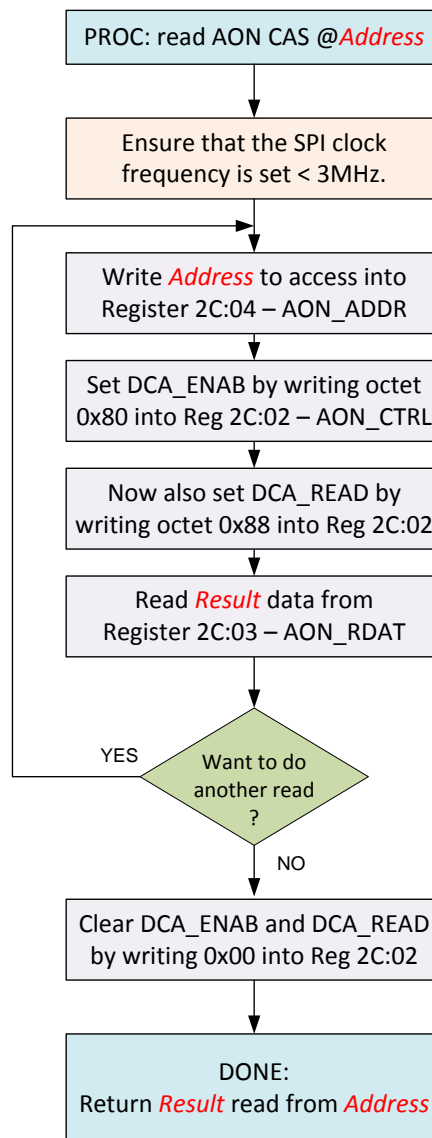 PROC: read AON CAS @Address
Ensure that the SPI clock
frequency is set < 3MHz.
Write Address to access into
Register 2C:04 – AON_ADDR
Set DCA_ENAB by writing octet
0x80 into Reg 2C:02 – AON_CTRL
Now also set DCA_READ by
writing octet 0x88 into Reg 2C:02
Read Result data from
Register 2C:03 – AON_RDAT
YES
Want to do
another read
?
NO
Clear DCA_ENAB and DCA_READ
by writing 0x00 into Reg 2C:02
DONE:
Return Result read from Address